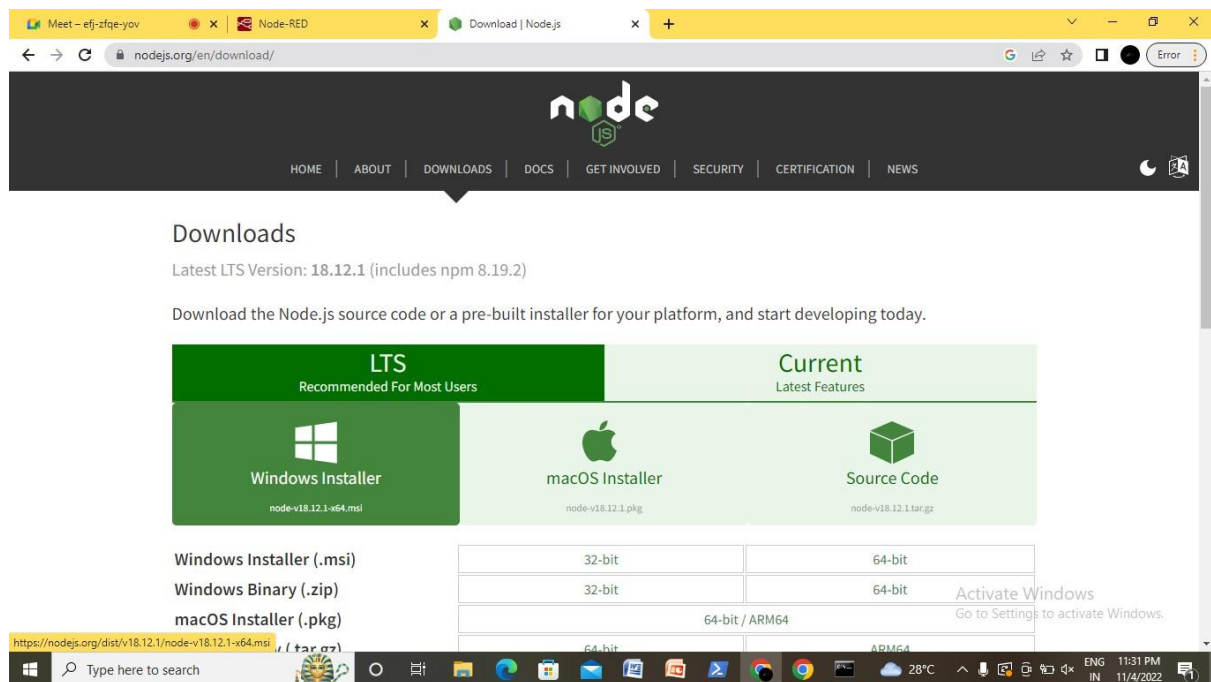 Meet – efj-zfqe-yov
Node-RED
Download | Node.js
nodejs.org/en/download/
Error
node
JS
HOME | ABOUT | DOWNLOADS | DOCS | GET INVOLVED | SECURITY | CERTIFICATION | NEWS
Downloads
Latest LTS Version: 18.12.1 (includes npm 8.19.2)
Download the Node.js source code or a pre-built installer for your platform, and start developing today.
LTS
Recommended For Most Users
Current
Latest Features
Windows Installer
node-v18.12.1-x64.msi
macOS Installer
node-v18.12.1.pkg
Source Code
node-v18.12.1.tar.gz
Windows Installer (.msi) 32-bit 64-bit
Windows Binary (.zip) 32-bit 64-bit
macOS Installer (.pkg) 64-bit / ARM64
(.tar.gz) 64-bit ARM64
Activate Windows
Go to Settings to activate Windows.
https://nodejs.org/dist/v18.12.1/node-v18.12.1-x64.msi
Type here to search
28°C
ENG
IN
11:31 PM
11/4/2022